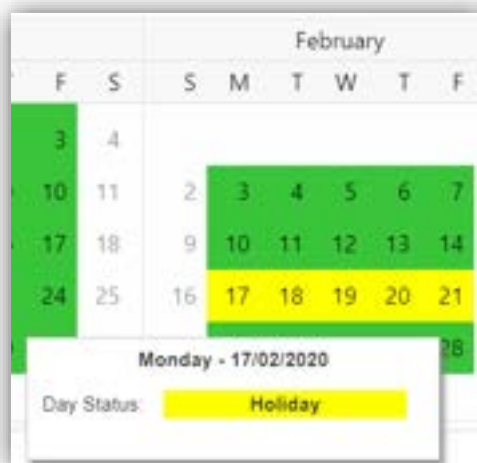 February
F S S M T W T F
3 4
10 11 2 3 4 5 6 7
17 18 9 10 11 12 13 14
24 25 16 17 18 19 20 21
28
Monday - 17/02/2020
Day Status: Holiday